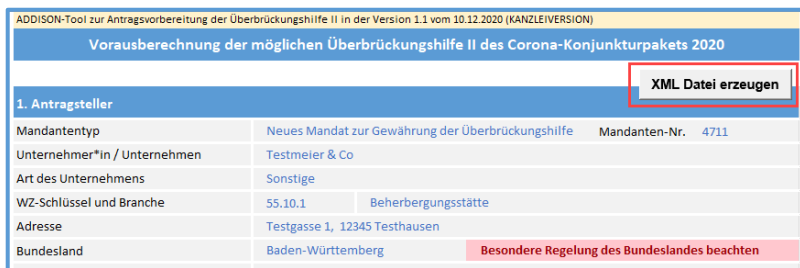 ADDISON-Tool zur Antragsvorbereitung der Überbrückungshilfe II in der Version 1.1 vom 10.12.2020 (KANZLEIVERSION)
Vorausberechnung der möglichen Überbrückungshilfe II des Corona-Konjunkturpakets 2020
XML Datei erzeugen
1. Antragsteller
Mandantentyp Neues Mandat zur Gewährung der Überbrückungshilfe Mandanten-Nr. 4711
Unternehmer*in / Unternehmen Testmeier & Co
Art des Unternehmens Sonstige
WZ-Schlüssel und Branche 55.10.1 Beherbergungsstätte
Adresse Testgasse 1, 12345 Testhausen
Bundesland Baden-Württemberg Besondere Regelung des Bundeslandes beachten